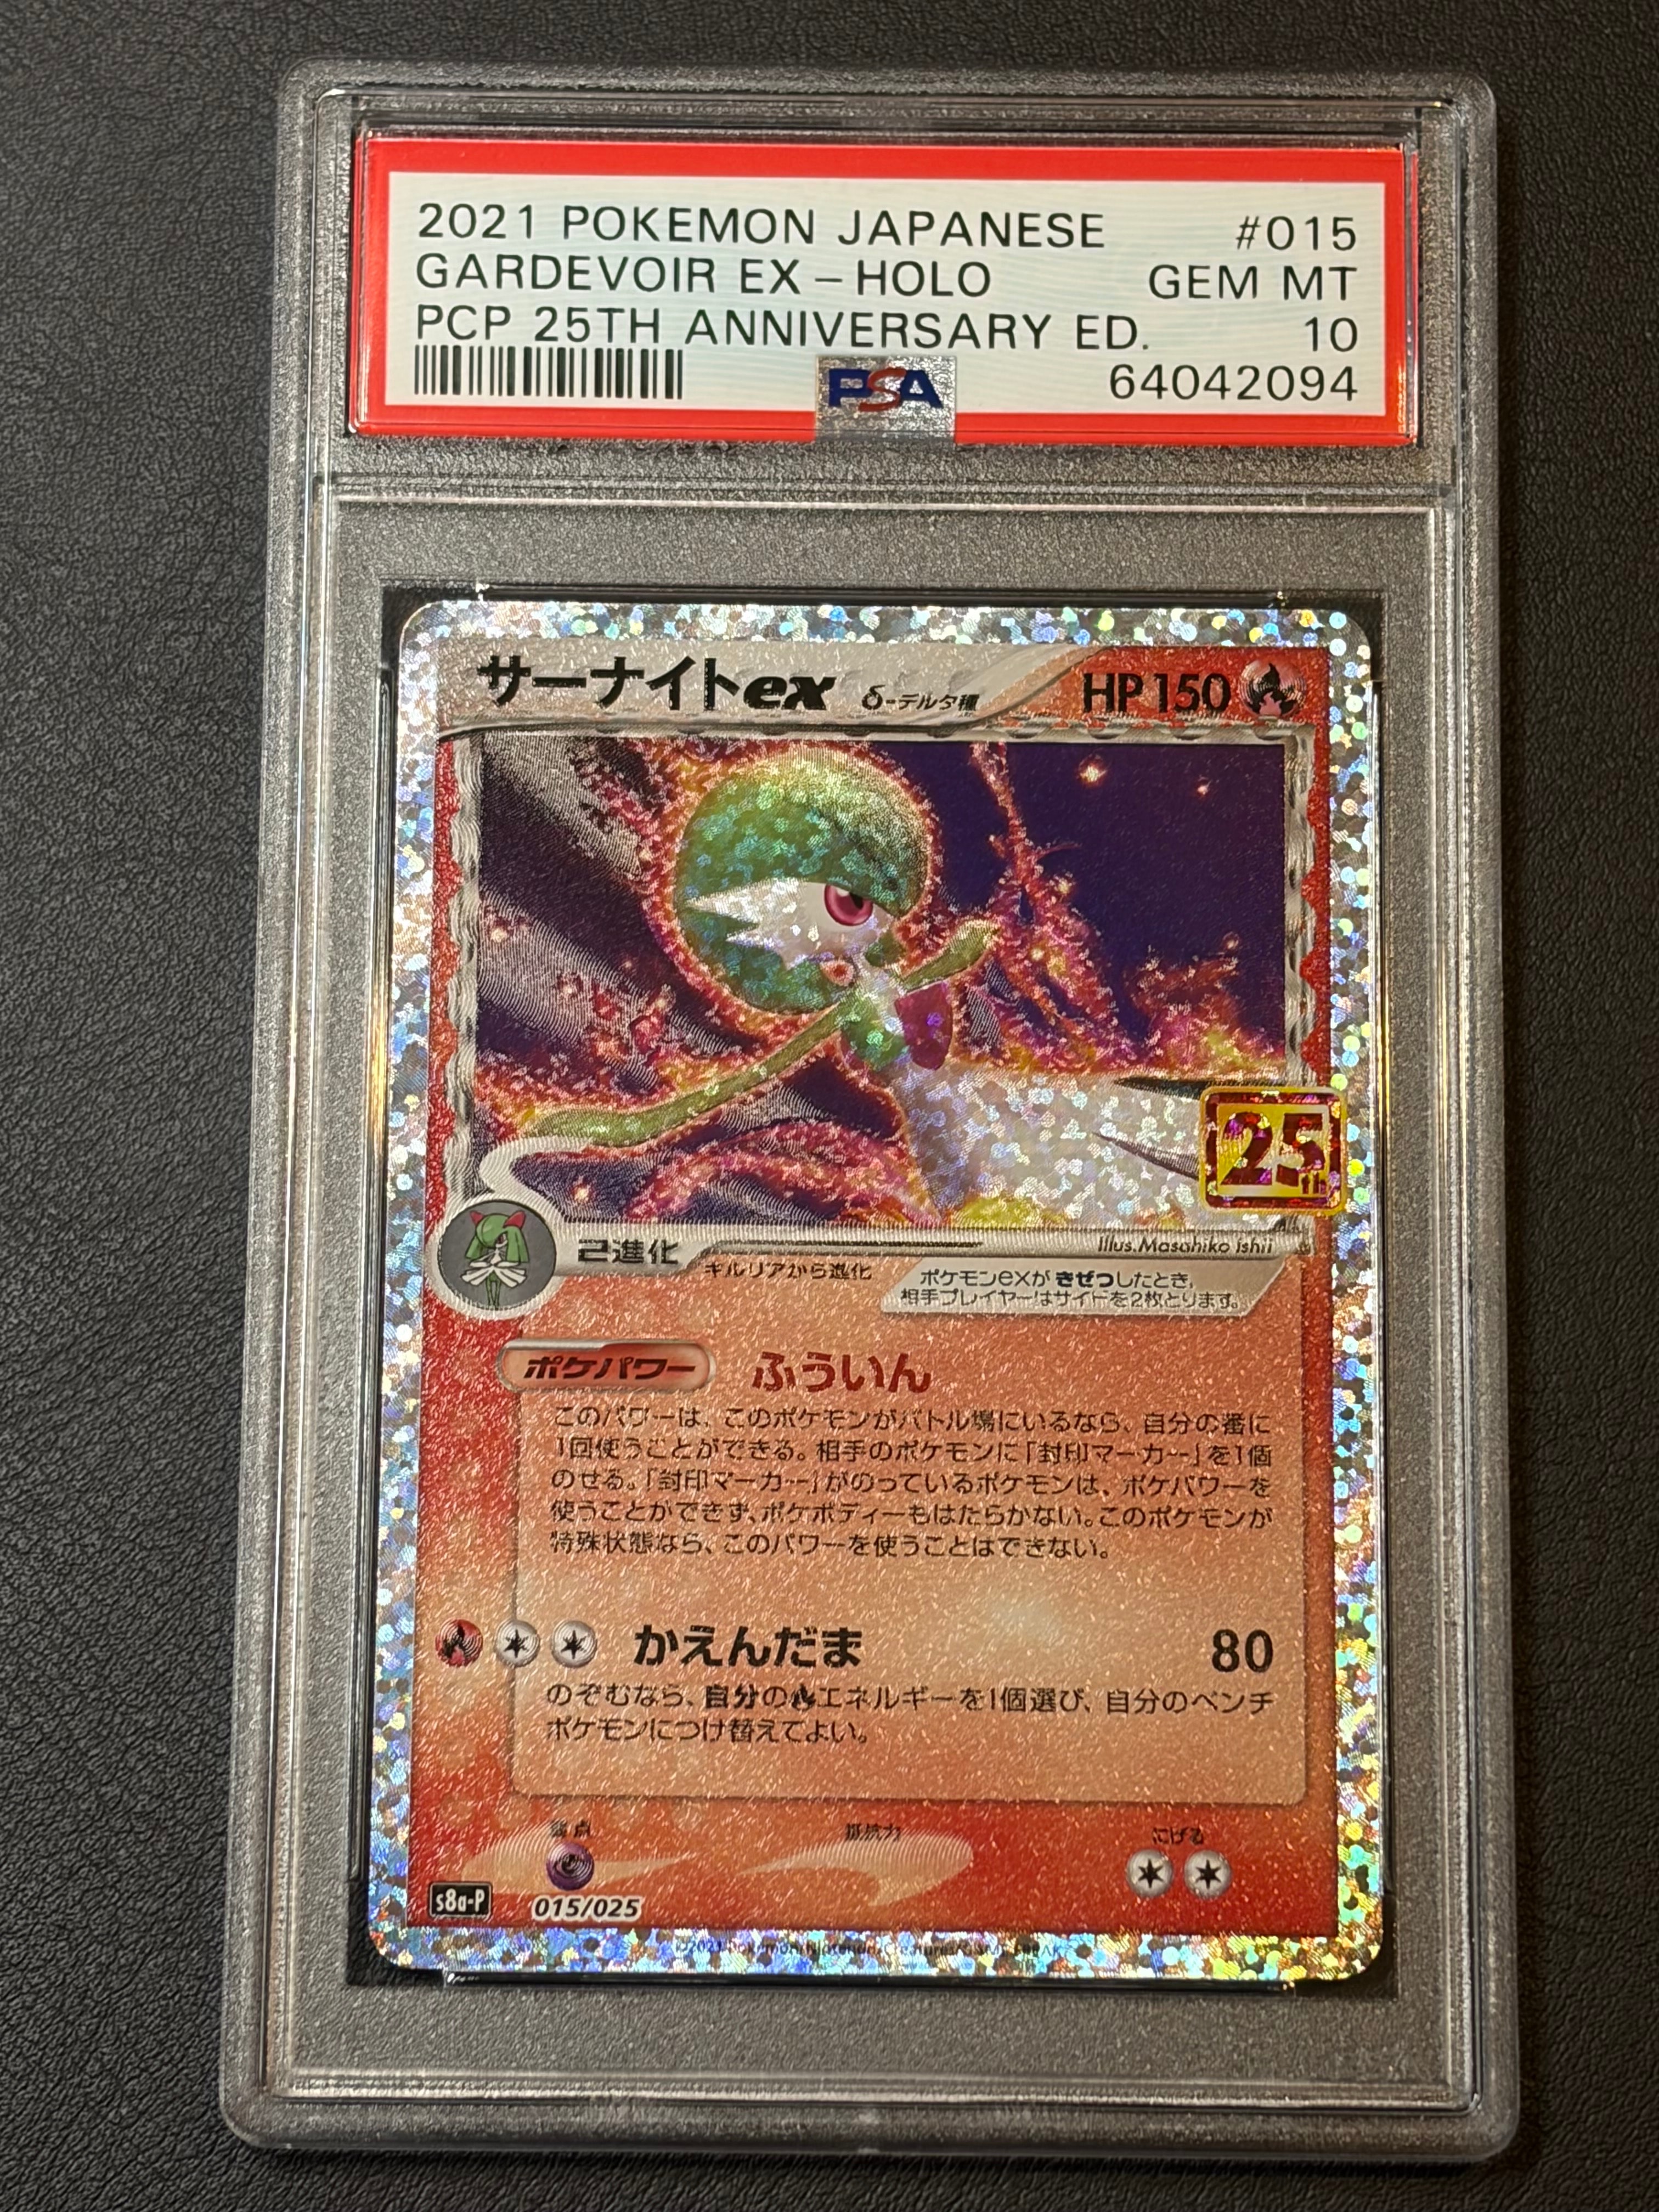 2021 POKEMON JAPANESE #015
GARDEVOIR EX – HOLO GEM MT
PCP 25TH ANNIVERSARY ED. 10
64042094
PSA
サーナイトex δ-デルタ種 HP150
25th
2進化
キルリアから進化
Illus.Masahiko Ishii
ポケモンexが きぜつしたとき、
相手プレイヤーはサイドを2枚とります。
ポケパワー ふういん
このパワーは、このポケモンがバトル場にいるなら、自分の番に
1回使うことができる。相手のポケモンに「封印マーカー」を1個
のせる。「封印マーカー」がのっているポケモンは、ポケパワーを
使うことができず、ポケボディーもはたらかない。このポケモンが
特殊状態なら、このパワーを使うことはできない。
かえんだま 80
のぞむなら、自分のエネルギーを1個選び、自分のベンチ
ポケモンにつけ替えてよい。
弱点 抵抗力 にげる
s8a-P 015/025
©2021 Pokémon/Nintendo/Creatures/GAME FREAK